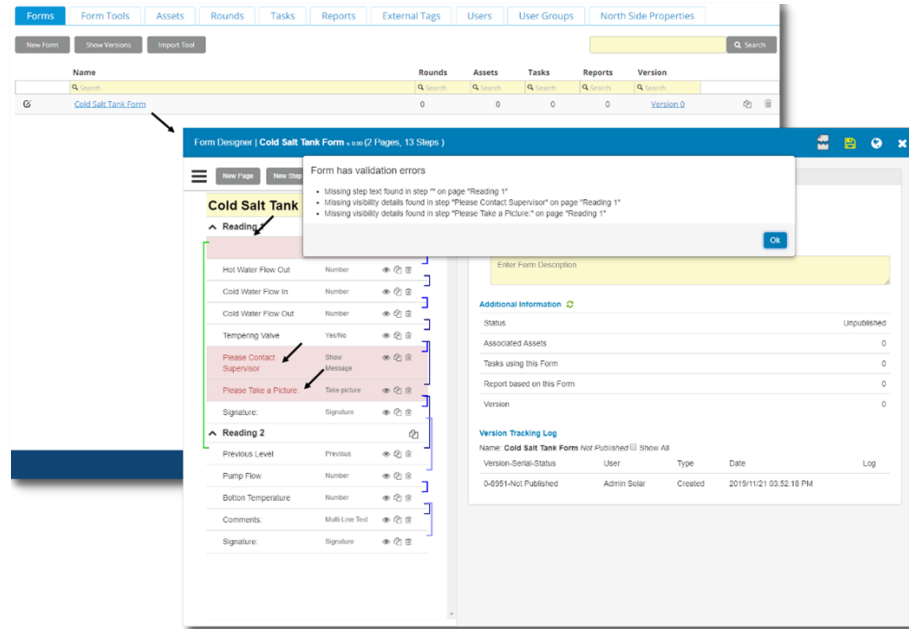 Forms Form Tools Assets Rounds Tasks Reports External Tags Users User Groups North Side Properties
New Form Show Versions Import Tool Search
Name Rounds Assets Tasks Reports Version
Search Search Search Search Search Search
Cold Salt Tank Form 0 0 0 0 Version 0
Form Designer | Cold Salt Tank Form v. 0.00 (2 Pages, 13 Steps )
New Page New Step
Form has validation errors
• Missing step text found in step "" on page "Reading 1"
• Missing visibility details found in step "Please Contact Supervisor" on page "Reading 1"
• Missing visibility details found in step "Please Take a Picture:" on page "Reading 1"
Ok
Cold Salt Tank
Reading
Hot Water Flow Out Number
Cold Water Flow In Number
Cold Water Flow Out Number
Tempering Valve Yes/No
Please Contact Supervisor Show Message
Please Take a Picture: Take picture
Signature: Signature
Reading 2
Previous Level Previous
Pump Flow Number
Botton Temperature Number
Comments: Multi-Line Text
Signature: Signature
Enter Form Description
Additional Information
Status Unpublished
Associated Assets 0
Tasks using this Form 0
Report based on this Form 0
Version 0
Version Tracking Log
Name: Cold Salt Tank Form Not Published Show All
Version-Serial-Status User Type Date Log
0-8951-Not Published Admin Solar Created 2019/11/21 03:52:18 PM